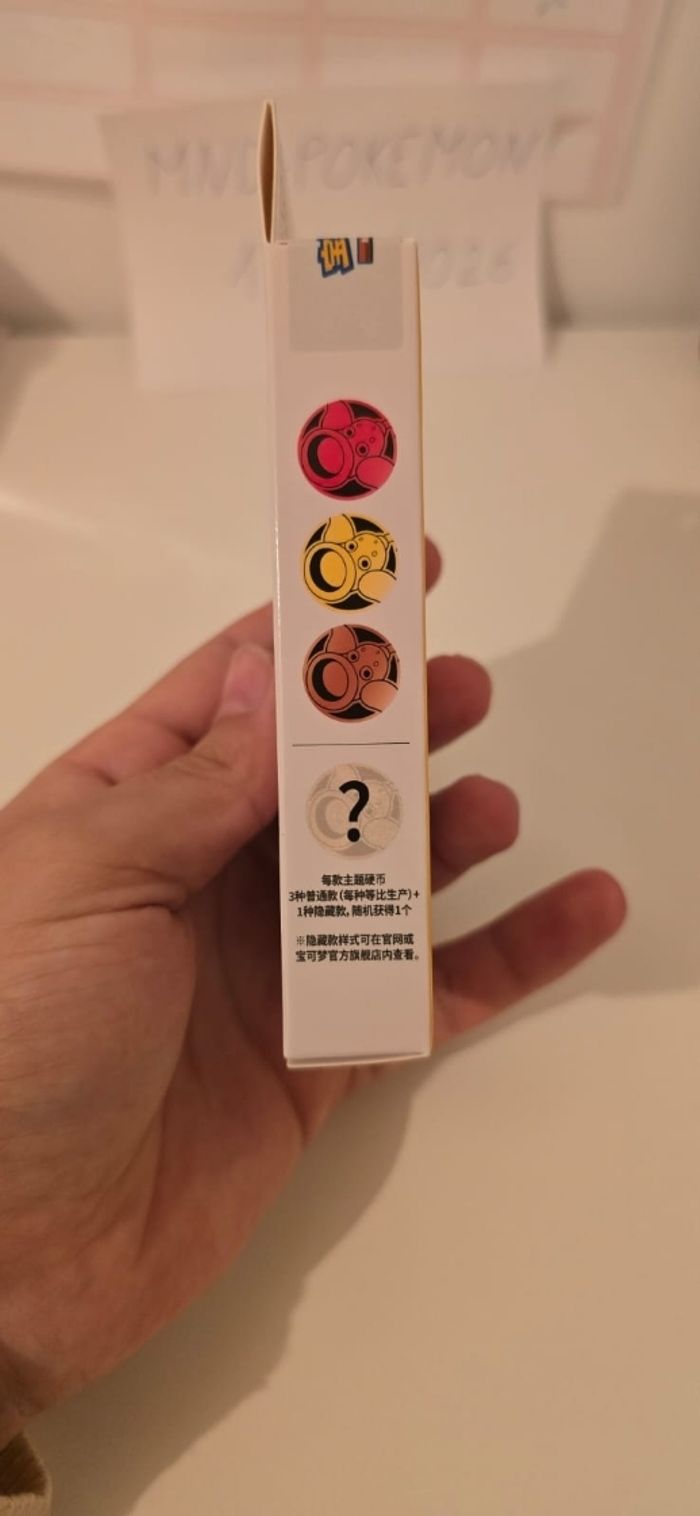 POKEMON
宝
?
每款主题硬币
3种普通款(每种等比生产)+
1种隐藏款, 随机获得1个
※隐藏款样式可在官网或
宝可梦官方旗舰店内查看。